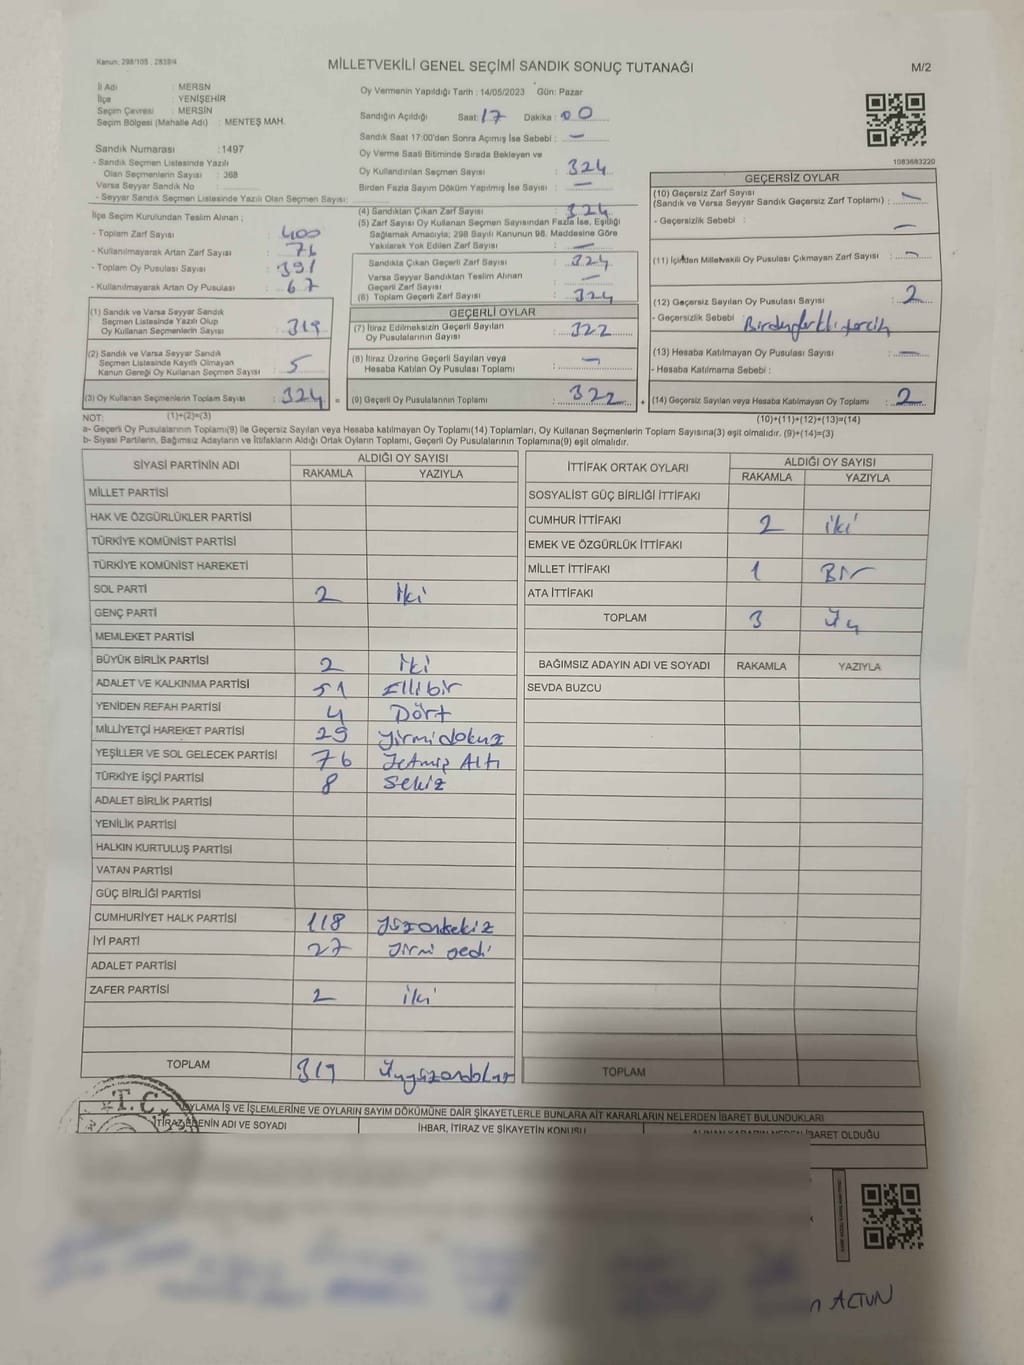 Kanun: 298/105 , 2839/4
MİLLETVEKİLİ GENEL SEÇİMİ SANDIK SONUÇ TUTANAĞI
M/2
İl Adı : MERSN
İlçe : YENİŞEHİR
Seçim Çevresi : MERSİN
Seçim Bölgesi (Mahalle Adı) : MENTEŞ MAH.
Sandık Numarası :1497
- Sandık Seçmen Listesinde Yazılı
Olan Seçmenlerin Sayısı : 368
Varsa Seyyar Sandık No :
- Seyyar Sandık Seçmen Listesinde Yazılı Olan Seçmen Sayısı:
İlçe Seçim Kurulundan Teslim Alınan ;
- Toplam Zarf Sayısı : 400
- Kullanılmayarak Artan Zarf Sayısı : 76
- Toplam Oy Pusulası Sayısı : 391
- Kullanılmayarak Artan Oy Pusulası : 67
(1) Sandık ve Varsa Seyyar Sandık
Seçmen Listesinde Yazılı Olup
Oy Kullanan Seçmenlerin Sayısı : 319
(2) Sandık ve Varsa Seyyar Sandık
Seçmen Listesinde Kayıtlı Olmayan
Kanun Gereği Oy Kullanan Seçmen Sayısı : 5
(3) Oy Kullanan Seçmenlerin Toplam Sayısı : 324 =
Oy Vermenin Yapıldığı Tarih : 14/05/2023 Gün: Pazar
Sandığın Açıldığı Saat: 17 Dakika : 00
Sandık Saat 17:00'den Sonra Açılmış İse Sebebi : —
Oy Verme Saati Bitiminde Sırada Bekleyen ve
Oy Kullandırılan Seçmen Sayısı : 324
Birden Fazla Sayım Döküm Yapılmış İse Sayısı : —
(4) Sandıktan Çıkan Zarf Sayısı : 324
(5) Zarf Sayısı Oy Kullanan Seçmen Sayısından Fazla İse, Eşitliği
Sağlamak Amacıyla; 298 Sayılı Kanunun 98. Maddesine Göre
Yakılarak Yok Edilen Zarf Sayısı : —
Sandıkta Çıkan Geçerli Zarf Sayısı : 324
Varsa Seyyar Sandıktan Teslim Alınan
Geçerli Zarf Sayısı : —
(6) Toplam Geçerli Zarf Sayısı : 324
GEÇERLİ OYLAR
(7) İtiraz Edilmeksizin Geçerli Sayılan
Oy Pusulalarının Sayısı : 322
(8) İtiraz Üzerine Geçerli Sayılan veya
Hesaba Katılan Oy Pusulası Toplamı : —
(9) Geçerli Oy Pusulalarının Toplamı : 322 +
1083683220
GEÇERSİZ OYLAR
(10) Geçersiz Zarf Sayısı
(Sandık ve Varsa Seyyar Sandık Geçersiz Zarf Toplamı) : —
- Geçersizlik Sebebi : —
(11) İçinden Milletvekili Oy Pusulası Çıkmayan Zarf Sayısı : —
(12) Geçersiz Sayılan Oy Pusulası Sayısı : 2
- Geçersizlik Sebebi :
(13) Hesaba Katılmayan Oy Pusulası Sayısı : —
- Hesaba Katılmama Sebebi :
(14) Geçersiz Sayılan veya Hesaba Katılmayan Oy Toplamı : 2
NOT: (1)+(2)=(3) (10)+(11)+(12)+(13)=(14)
a- Geçerli Oy Pusulalarının Toplamı(9) ile Geçersiz Sayılan veya Hesaba Katılmayan Oy Toplamı(14) Toplamları, Oy Kullanan Seçmenlerin Toplam Sayısına(3) eşit olmalıdır. (9)+(14)=(3)
b- Siyasi Partilerin, Bağımsız Adayların ve İttifakların Aldığı Ortak Oyların Toplamı, Geçerli Oy Pusulalarının Toplamına(9) eşit olmalıdır.
SİYASİ PARTİNİN ADI ALDIĞI OY SAYISI
RAKAMLA YAZIYLA
MİLLET PARTİSİ
HAK VE ÖZGÜRLÜKLER PARTİSİ
TÜRKİYE KOMÜNİST PARTİSİ
TÜRKİYE KOMÜNİST HAREKETİ
SOL PARTİ 2 İki
GENÇ PARTİ
MEMLEKET PARTİSİ
BÜYÜK BİRLİK PARTİSİ 2 İki
ADALET VE KALKINMA PARTİSİ 51 Ellibir
YENİDEN REFAH PARTİSİ 4 Dört
MİLLİYETÇİ HAREKET PARTİSİ 29 yirmidokuz
YEŞİLLER VE SOL GELECEK PARTİSİ 76 Yetmiş Altı
TÜRKİYE İŞÇİ PARTİSİ 8 Sekiz
ADALET BİRLİK PARTİSİ
YENİLİK PARTİSİ
HALKIN KURTULUŞ PARTİSİ
VATAN PARTİSİ
GÜÇ BİRLİĞİ PARTİSİ
CUMHURİYET HALK PARTİSİ 118
İYİ PARTİ 27 Yirmi yedi
ADALET PARTİSİ
ZAFER PARTİSİ 2 iki
TOPLAM 319
İTTİFAK ORTAK OYLARI ALDIĞI OY SAYISI
RAKAMLA YAZIYLA
SOSYALİST GÜÇ BİRLİĞİ İTTİFAKI
CUMHUR İTTİFAKI 2 iki
EMEK VE ÖZGÜRLÜK İTTİFAKI
MİLLET İTTİFAKI 1 Bir
ATA İTTİFAKI
TOPLAM 3 Üç
BAĞIMSIZ ADAYIN ADI VE SOYADI RAKAMLA YAZIYLA
SEVDA BUZCU
TOPLAM
T.C.
OYLAMA İŞ VE İŞLEMLERİNE VE OYLARIN SAYIM DÖKÜMÜNE DAİR ŞİKAYETLERLE BUNLARA AİT KARARLARIN NELERDEN İBARET BULUNDUKLARI
İTİRAZ EDENİN ADI VE SOYADI İHBAR, İTİRAZ VE ŞİKAYETİN KONUSU ALINAN KARARIN NEDEN İBARET OLDUĞU
ALTUN